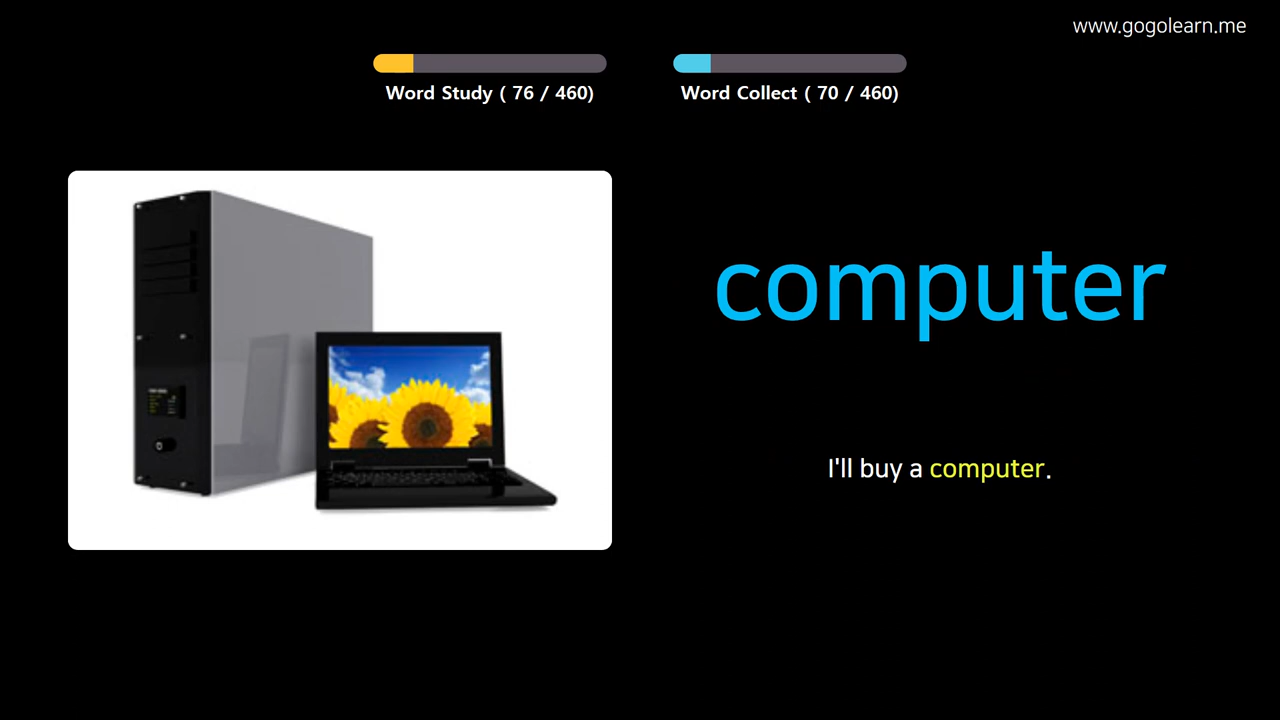 www.gogolearn.me
Word Study ( 76 / 460)
Word Collect ( 70 / 460)
computer
I'll buy a computer.